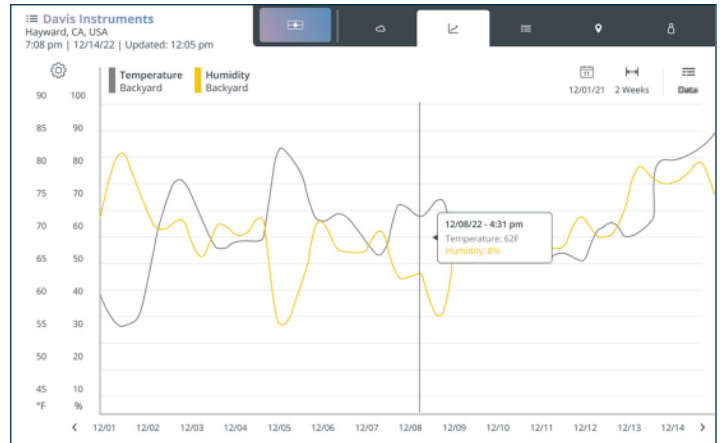 Davis Instruments
Hayward, CA, USA
7:08 pm | 12/14/22 | Updated: 12:05 pm
Temperature
Backyard
Humidity
Backyard
11
12/01/21
2 Weeks
Data
90 100
85 90
80 80
75 70
70 60
65 50
60 40
55 30
50 20
45 10
°F %
12/08/22 - 4:31 pm
Temperature: 62F
Humidity: 8%
12/01 12/02 12/03 12/04 12/05 12/06 12/07 12/08 12/09 12/10 12/11 12/12 12/13 12/14